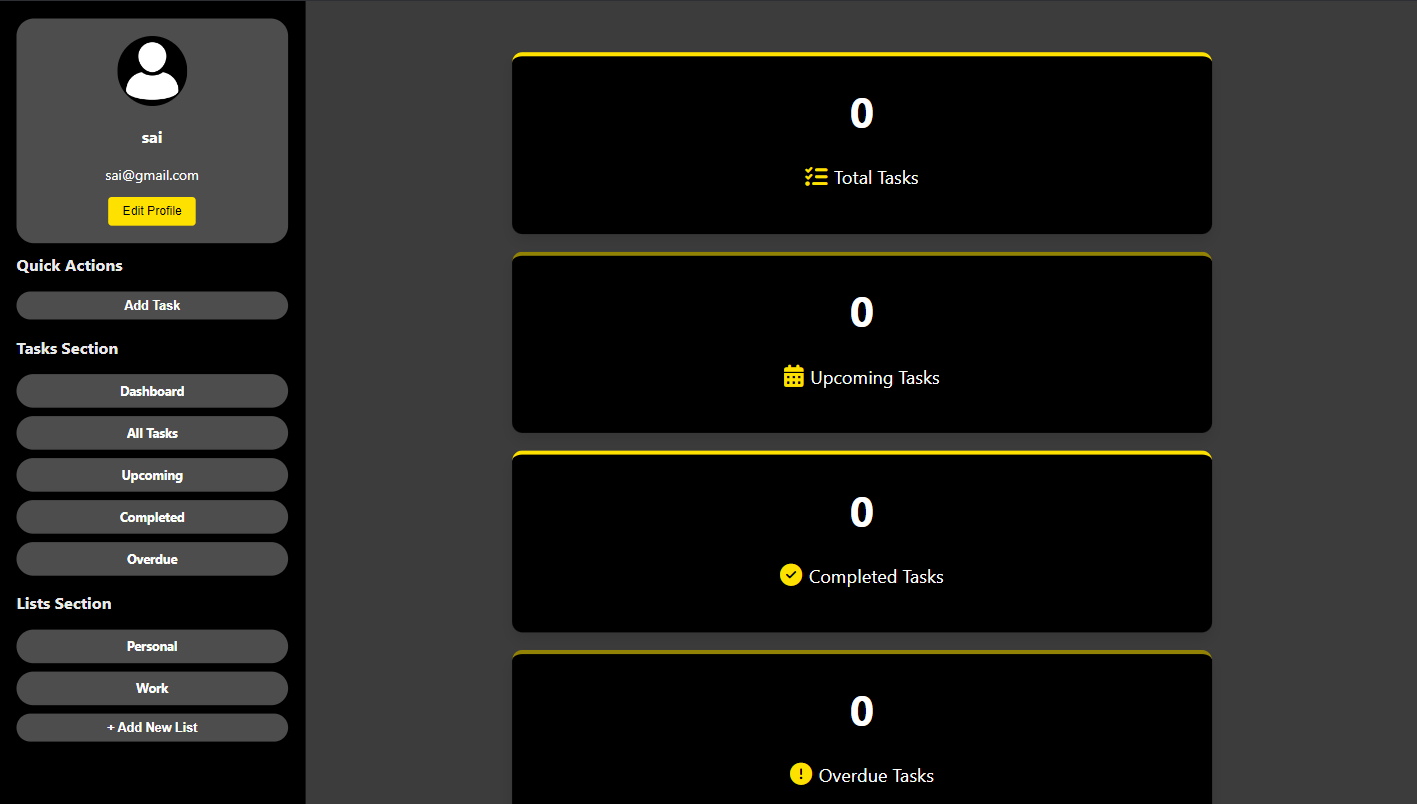 sai
sai@gmail.com
Edit Profile
Quick Actions
Add Task
Tasks Section
Dashboard
All Tasks
Upcoming
Completed
Overdue
Lists Section
Personal
Work
+ Add New List
0
Total Tasks
0
Upcoming Tasks
0
Completed Tasks
0
Overdue Tasks